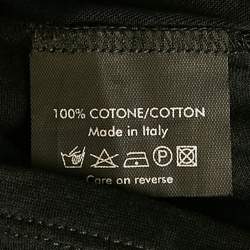 100% COTONE/COTTON
Made in Italy
Care on reverse